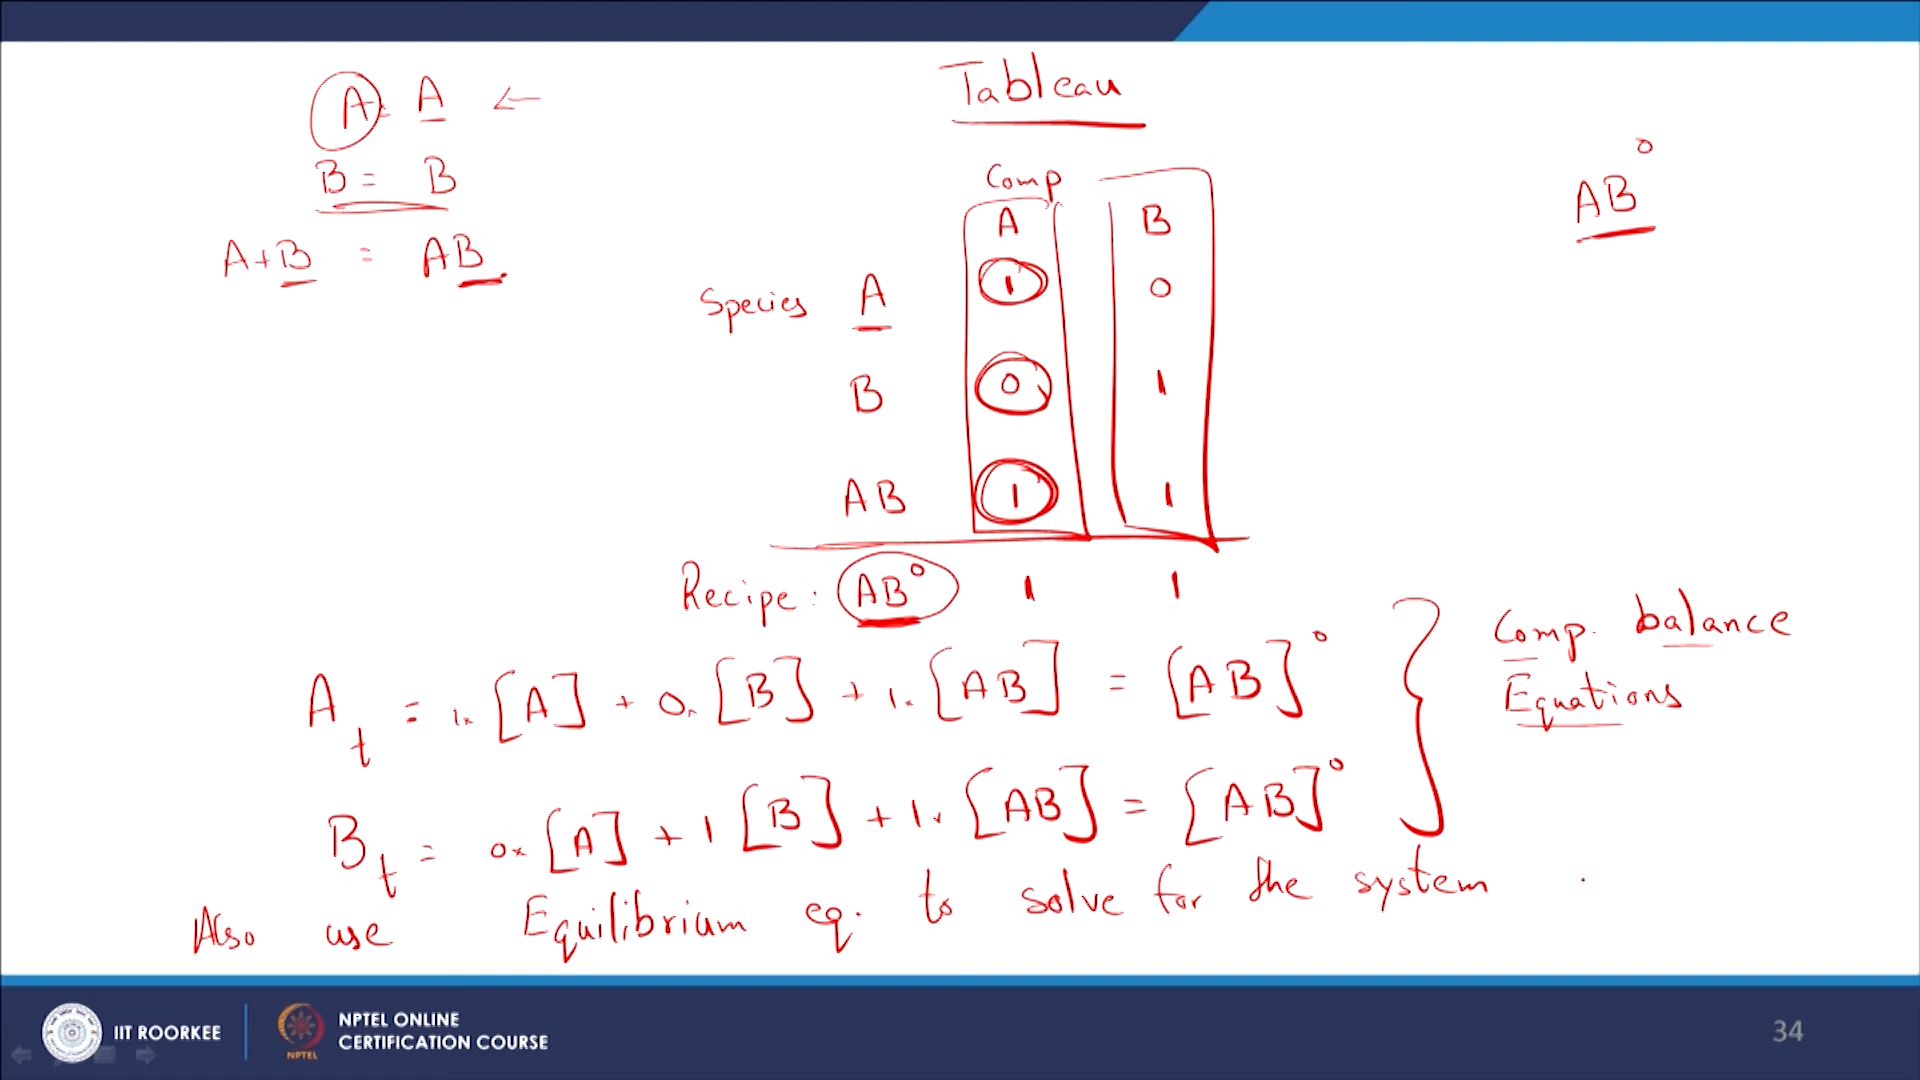 Tableau
A = A ←
B = B
A+B = AB
Comp
A B
AB°
Species A 1 0
B 0 1
AB 1 1
Recipe: AB° 1 1
A_t = 1. [A] + 0. [B] + 1. [AB] = [AB]°
B_t = 0. [A] + 1 [B] + 1. [AB] = [AB]°
Comp. balance
Equations
Also use Equilibrium eq. to solve for the system
IIT ROORKEE
NPTEL
NPTEL ONLINE
CERTIFICATION COURSE
34